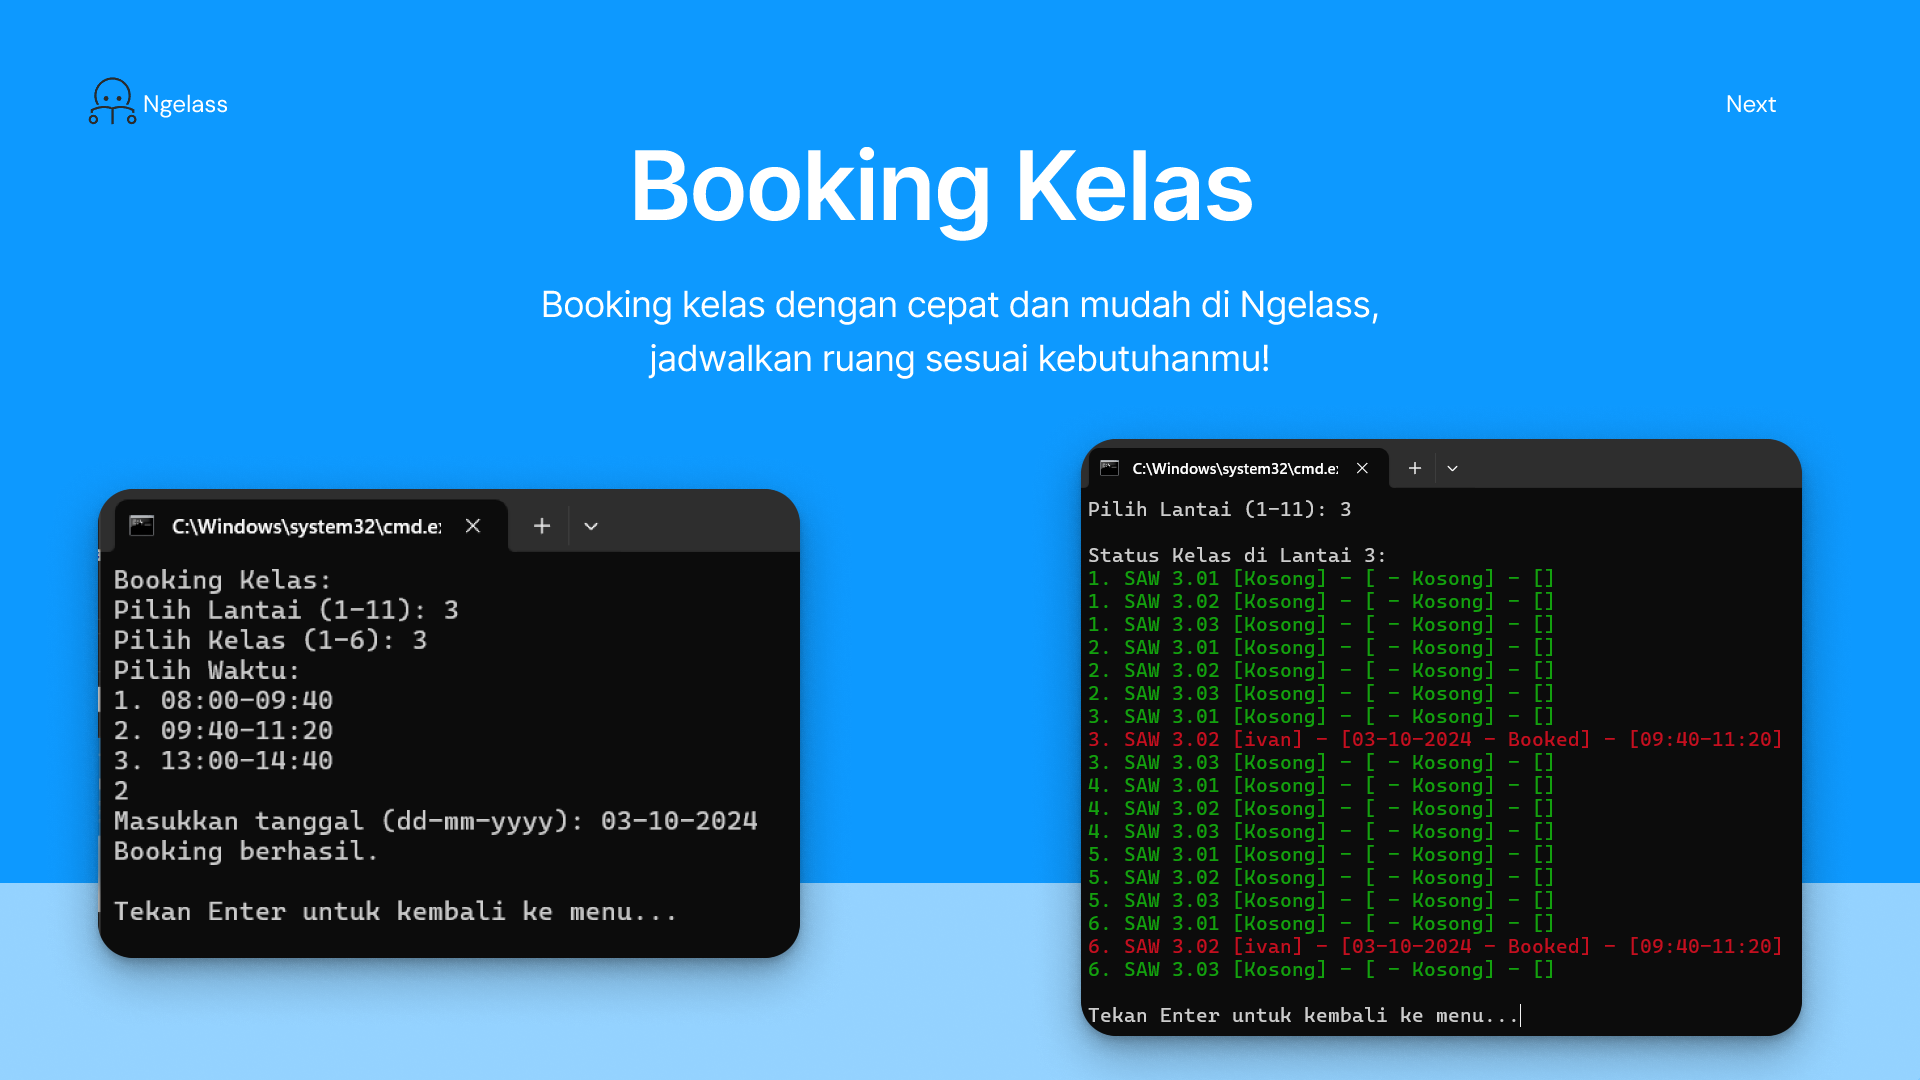 Ngelass
Next
Booking Kelas
Booking kelas dengan cepat dan mudah di Ngelass,
jadwalkan ruang sesuai kebutuhanmu!
C:\Windows\system32\cmd.e
Booking Kelas:
Pilih Lantai (1-11): 3
Pilih Kelas (1-6): 3
Pilih Waktu:
1. 08:00-09:40
2. 09:40-11:20
3. 13:00-14:40
2
Masukkan tanggal (dd-mm-yyyy): 03-10-2024
Booking berhasil.
Tekan Enter untuk kembali ke menu...
C:\Windows\system32\cmd.e
Pilih Lantai (1-11): 3
Status Kelas di Lantai 3:
1. SAW 3.01 [Kosong] - [ - Kosong] - []
1. SAW 3.02 [Kosong] - [ - Kosong] - []
1. SAW 3.03 [Kosong] - [ - Kosong] - []
2. SAW 3.01 [Kosong] - [ - Kosong] - []
2. SAW 3.02 [Kosong] - [ - Kosong] - []
2. SAW 3.03 [Kosong] - [ - Kosong] - []
3. SAW 3.01 [Kosong] - [ - Kosong] - []
3. SAW 3.02 [ivan] - [03-10-2024 - Booked] - [09:40-11:20]
3. SAW 3.03 [Kosong] - [ - Kosong] - []
4. SAW 3.01 [Kosong] - [ - Kosong] - []
4. SAW 3.02 [Kosong] - [ - Kosong] - []
4. SAW 3.03 [Kosong] - [ - Kosong] - []
5. SAW 3.01 [Kosong] - [ - Kosong] - []
5. SAW 3.02 [Kosong] - [ - Kosong] - []
5. SAW 3.03 [Kosong] - [ - Kosong] - []
6. SAW 3.01 [Kosong] - [ - Kosong] - []
6. SAW 3.02 [ivan] - [03-10-2024 - Booked] - [09:40-11:20]
6. SAW 3.03 [Kosong] - [ - Kosong] - []
Tekan Enter untuk kembali ke menu...